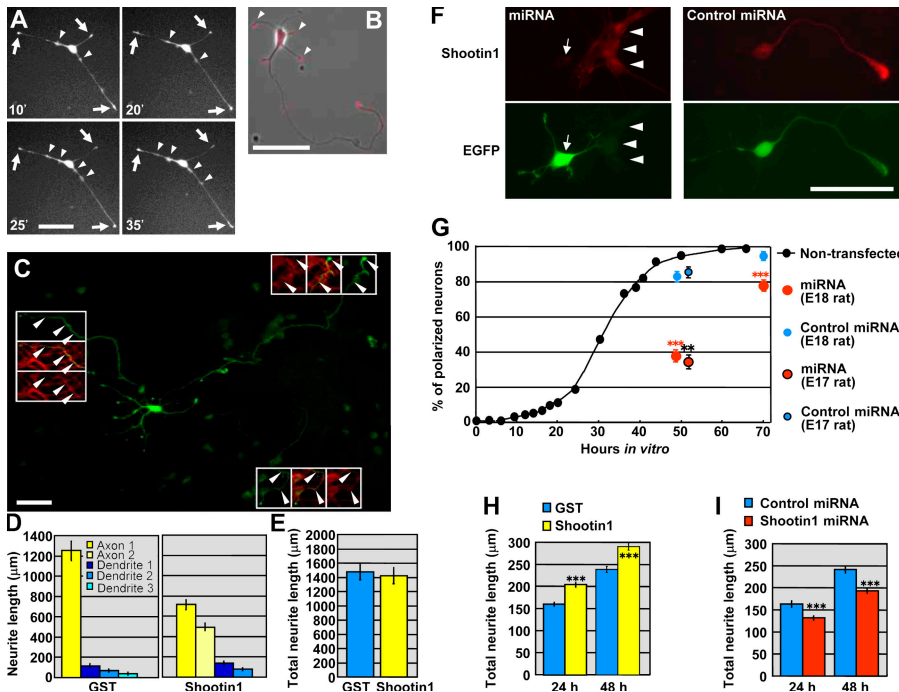 A
10'
20'
25'
35'
B
C
D
Neurite length (μm)
1400
1200
1000
800
600
400
200
0
Axon 1
Axon 2
Dendrite 1
Dendrite 2
Dendrite 3
GST
Shootin1
E
Total neurite length (μm)
2000
1800
1600
1400
1200
1000
800
600
400
200
0
GST Shootin1
F
miRNA
Control miRNA
Shootin1
EGFP
G
% of polarized neurons
100
80
60
40
20
0
0 10 20 30 40 50 60 70
Hours in vitro
***
**
***
Non-transfected
miRNA
(E18 rat)
Control miRNA
(E18 rat)
miRNA
(E17 rat)
Control miRNA
(E17 rat)
H
GST
Shootin1
Total neurite length (μm)
300
250
200
150
200
150
0
***
***
24 h 48 h
I
Control miRNA
Shootin1 miRNA
Total neurite length (μm)
300
250
200
150
200
150
0
***
***
24 h 48 h